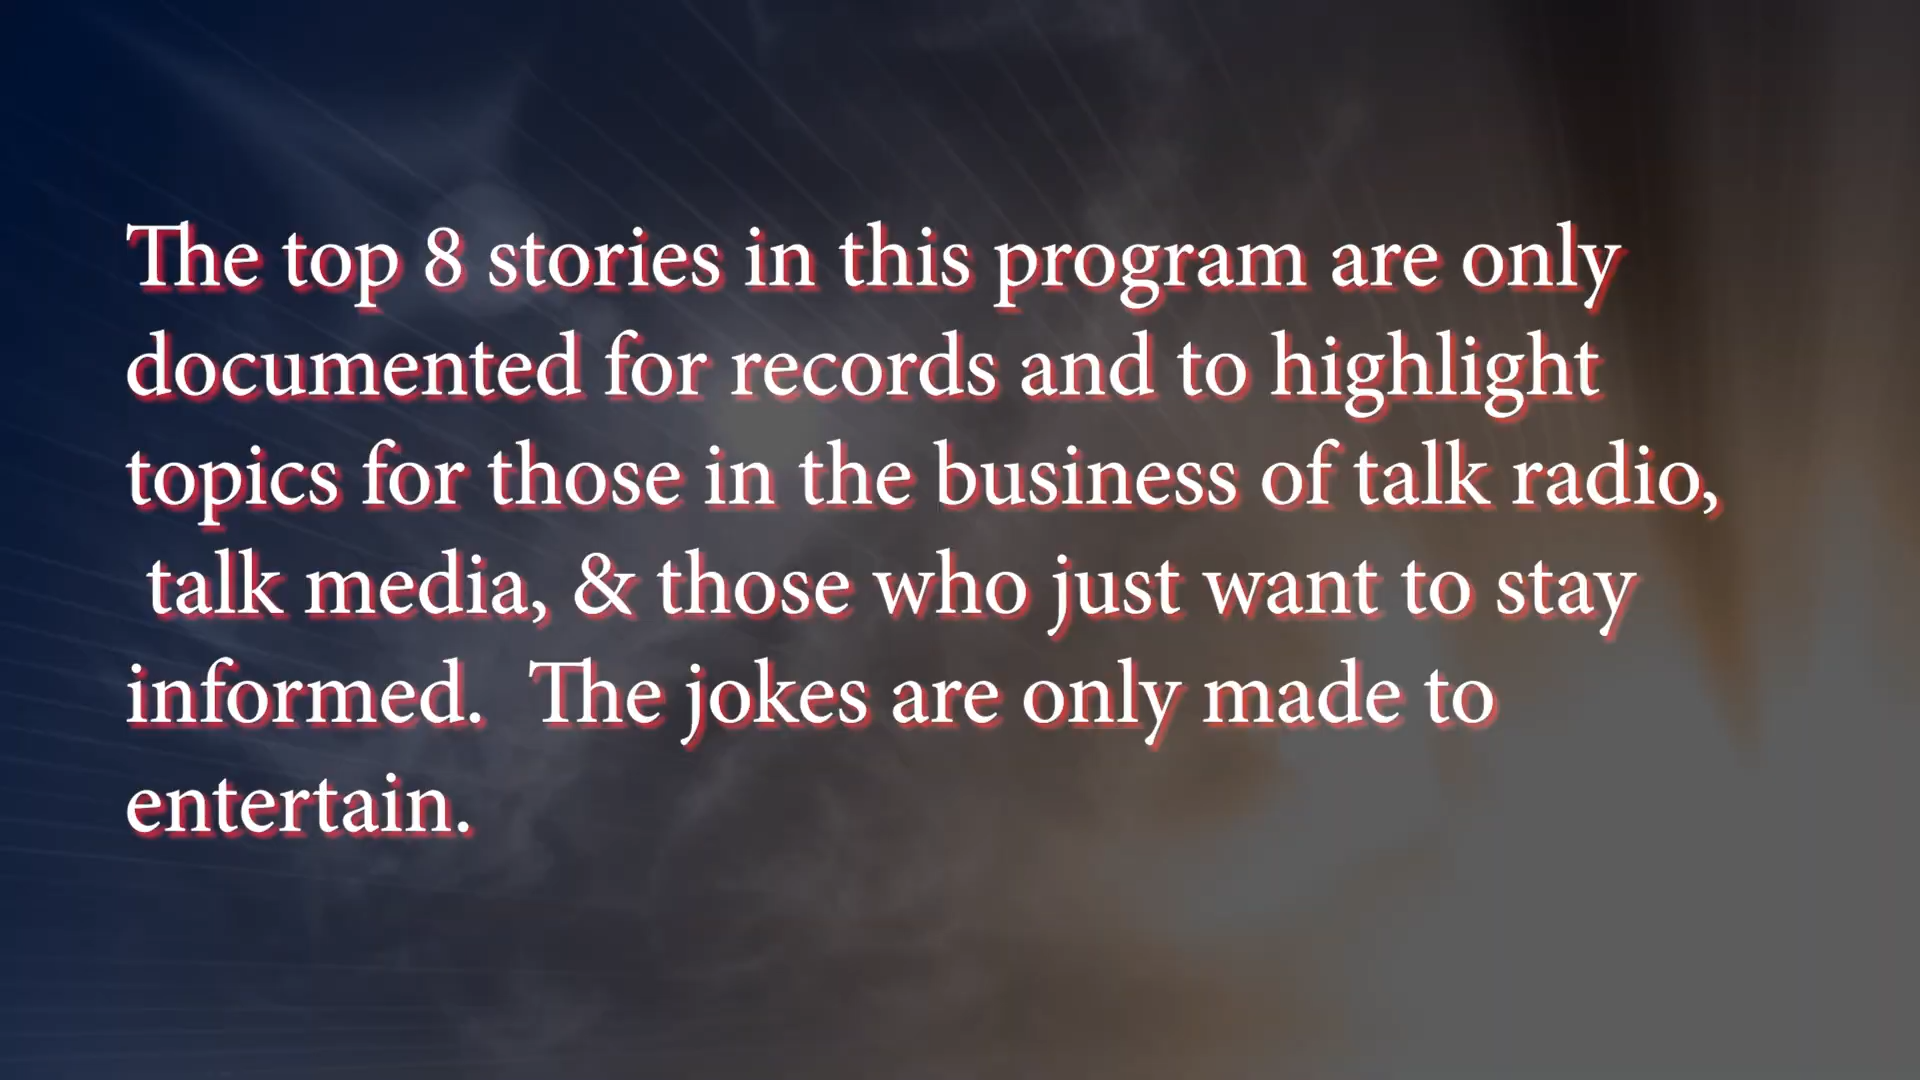 The top 8 stories in this program are only
documented for records and to highlight
topics for those in the business of talk radio,
talk media, & those who just want to stay
informed.  The jokes are only made to
entertain.